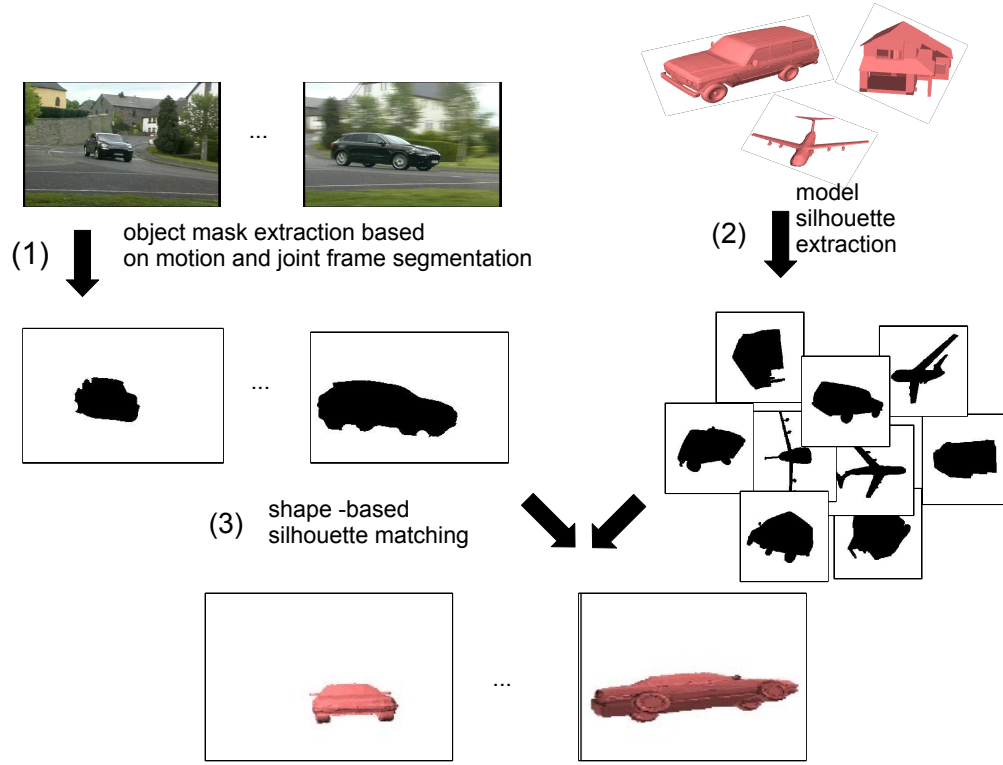 ...
model
(2)
silhouette
extraction
(1)
object mask extraction based
on motion and joint frame segmentation
...
(3)
shape -based
silhouette matching
...